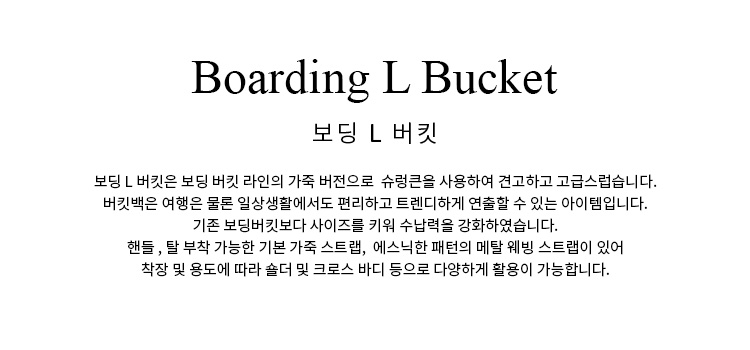 Boarding L Bucket
보딩 L 버킷
보딩 L 버킷은 보딩 버킷 라인의 가죽 버전으로 슈렁큰을 사용하여 견고하고 고급스럽습니다.
버킷백은 여행은 물론 일상생활에서도 편리하고 트렌디하게 연출할 수 있는 아이템입니다.
기존 보딩버킷보다 사이즈를 키워 수납력을 강화하였습니다.
핸들 , 탈 부착 가능한 기본 가죽 스트랩, 에스닉한 패턴의 메탈 웨빙 스트랩이 있어
착장 및 용도에 따라 숄더 및 크로스 바디 등으로 다양하게 활용이 가능합니다.